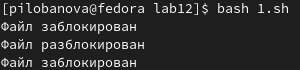 [pilobanova@fedora lab12]$ bash 1.sh
Файл заблокирован
Файл разблокирован
Файл заблокирован